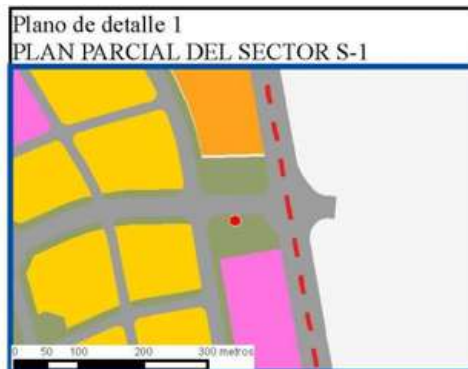 Plano de detalle 1
PLAN PARCIAL DEL SECTOR S-1
0 50 100 200 300 metros